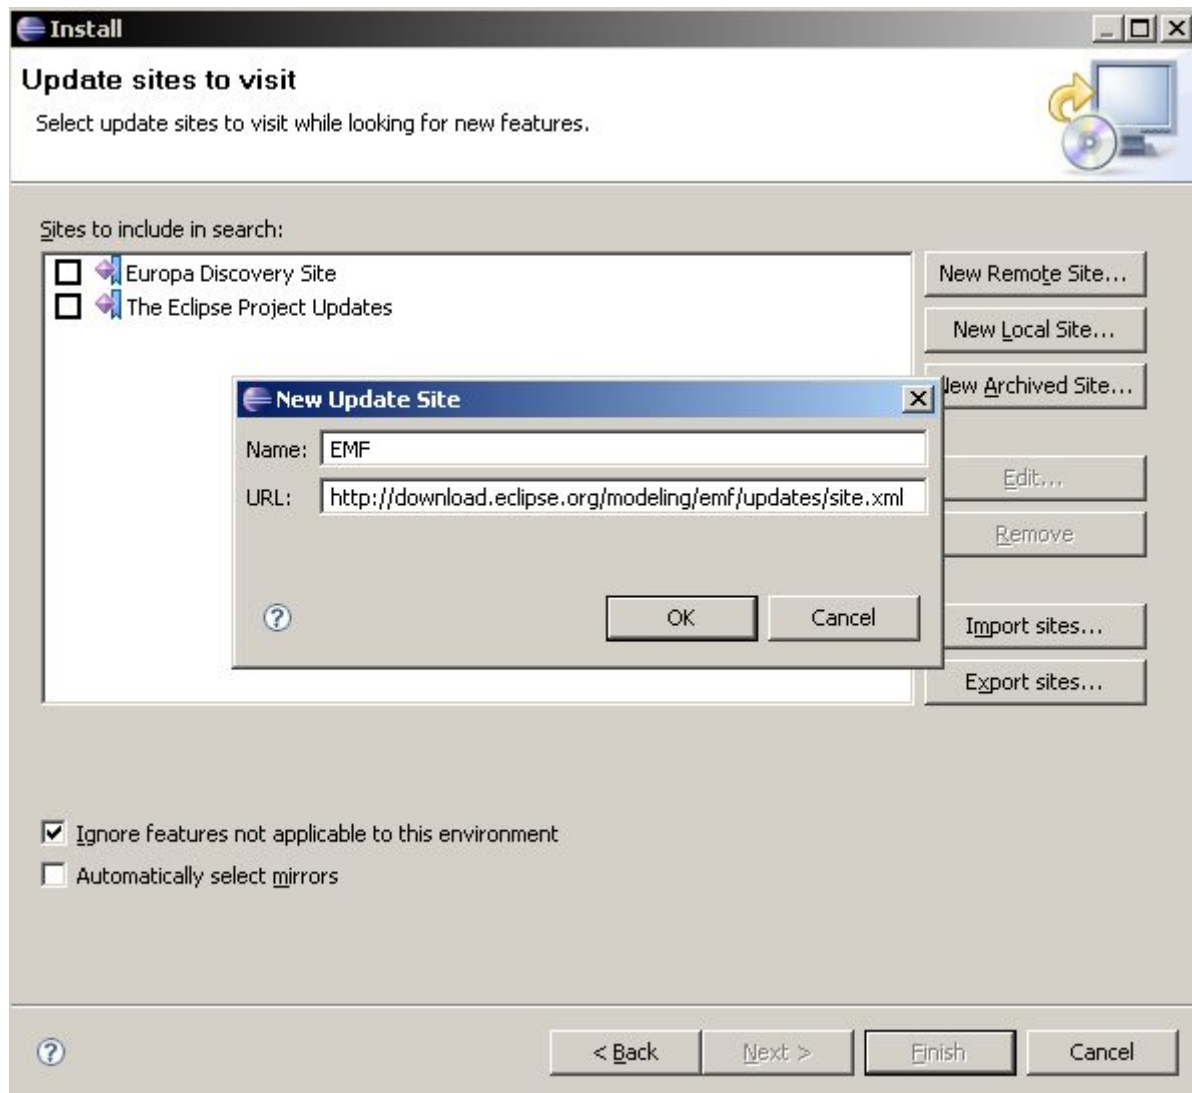 Install
Update sites to visit
Select update sites to visit while looking for new features.
Sites to include in search:
Europa Discovery Site
The Eclipse Project Updates
New Remote Site...
New Local Site...
New Archived Site...
Edit...
Remove
Import sites...
Export sites...
New Update Site
Name: EMF
URL: http://download.eclipse.org/modeling/emf/updates/site.xml
OK Cancel
Ignore features not applicable to this environment
Automatically select mirrors
< Back Next > Finish Cancel